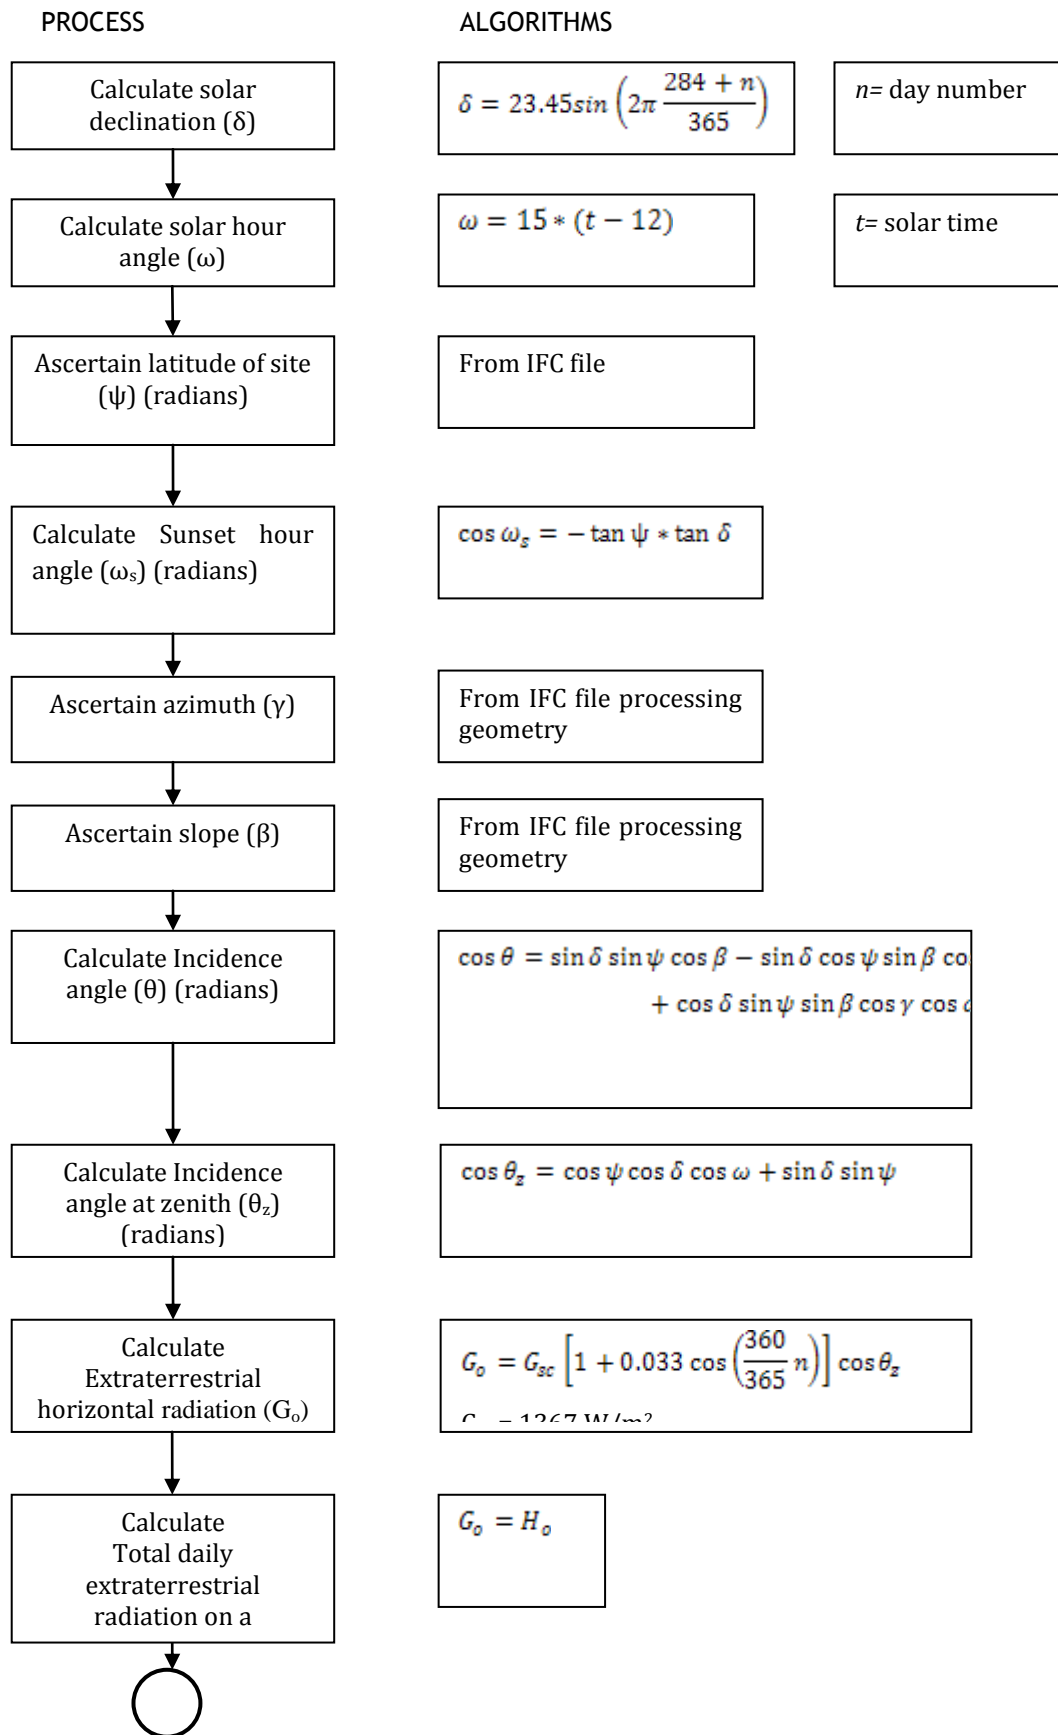 PROCESS
ALGORITHMS
Calculate solar
declination (δ)
δ = 23.45sin (2π (284 + n)/365)
n= day number
Calculate solar hour
angle (ω)
ω = 15 * (t − 12)
t= solar time
Ascertain latitude of site
(ψ) (radians)
From IFC file
Calculate Sunset hour
angle (ωs) (radians)
cos ωs = − tan ψ * tan δ
Ascertain azimuth (γ)
From IFC file processing
geometry
Ascertain slope (β)
From IFC file processing
geometry
Calculate Incidence
angle (θ) (radians)
cos θ = sin δ sin ψ cos β − sin δ cos ψ sin β
+ cos δ sin ψ sin β cos γ cos
Calculate Incidence
angle at zenith (θz)
(radians)
cos θz = cos ψ cos δ cos ω + sin δ sin ψ
Calculate
Extraterrestrial
horizontal radiation (Go)
Go = Gsc [1 + 0.033 cos (360/365 n)] cos θz
= 1367 W/m²
Calculate
Total daily
extraterrestrial
radiation on a
Go = Ho